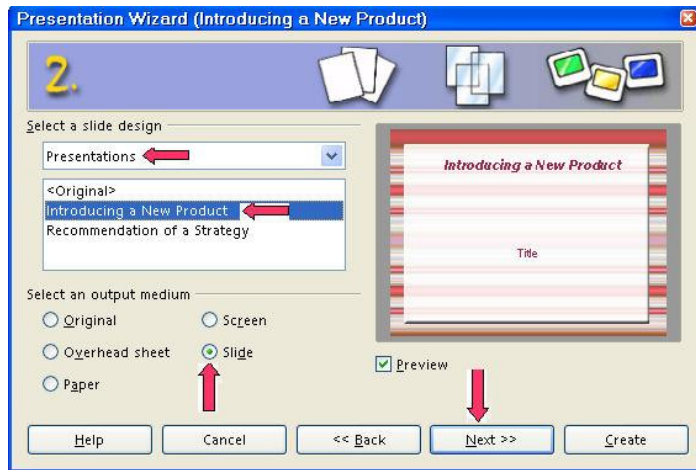 Presentation Wizard (Introducing a New Product)
2.
Select a slide design
Presentations
<Original>
Introducing a New Product
Recommendation of a Strategy
Introducing a New Product
Title
Select an output medium
Original
Screen
Overhead sheet
Slide
Paper
Preview
Help
Cancel
<< Back
Next >>
Create